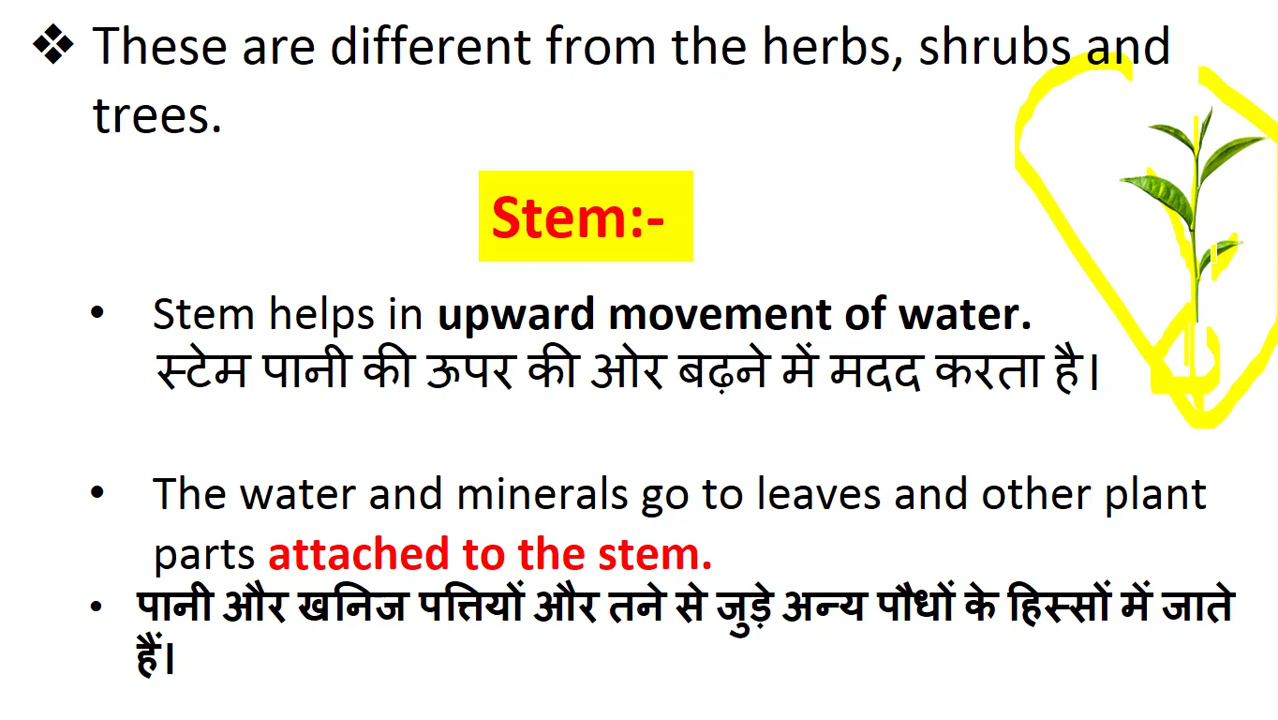 ❖ These are different from the herbs, shrubs and
trees.
Stem:-
• Stem helps in upward movement of water.
स्टेम पानी की ऊपर की ओर बढ़ने में मदद करता है।
• The water and minerals go to leaves and other plant
parts attached to the stem.
• पानी और खनिज पत्तियों और तने से जुड़े अन्य पौधों के हिस्सों में जाते
हैं।